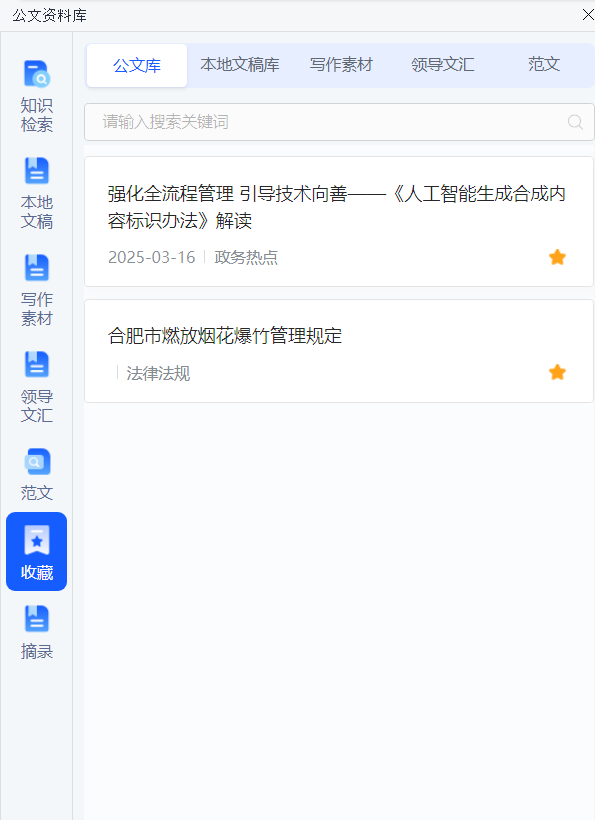 公文资料库
知识
检索
本地
文稿
写作
素材
领导
文汇
范文
收藏
摘录
公文库
本地文稿库
写作素材
领导文汇
范文
请输入搜索关键词
强化全流程管理 引导技术向善——《人工智能生成合成内
容标识办法》解读
2025-03-16
政务热点
合肥市燃放烟花爆竹管理规定
法律法规